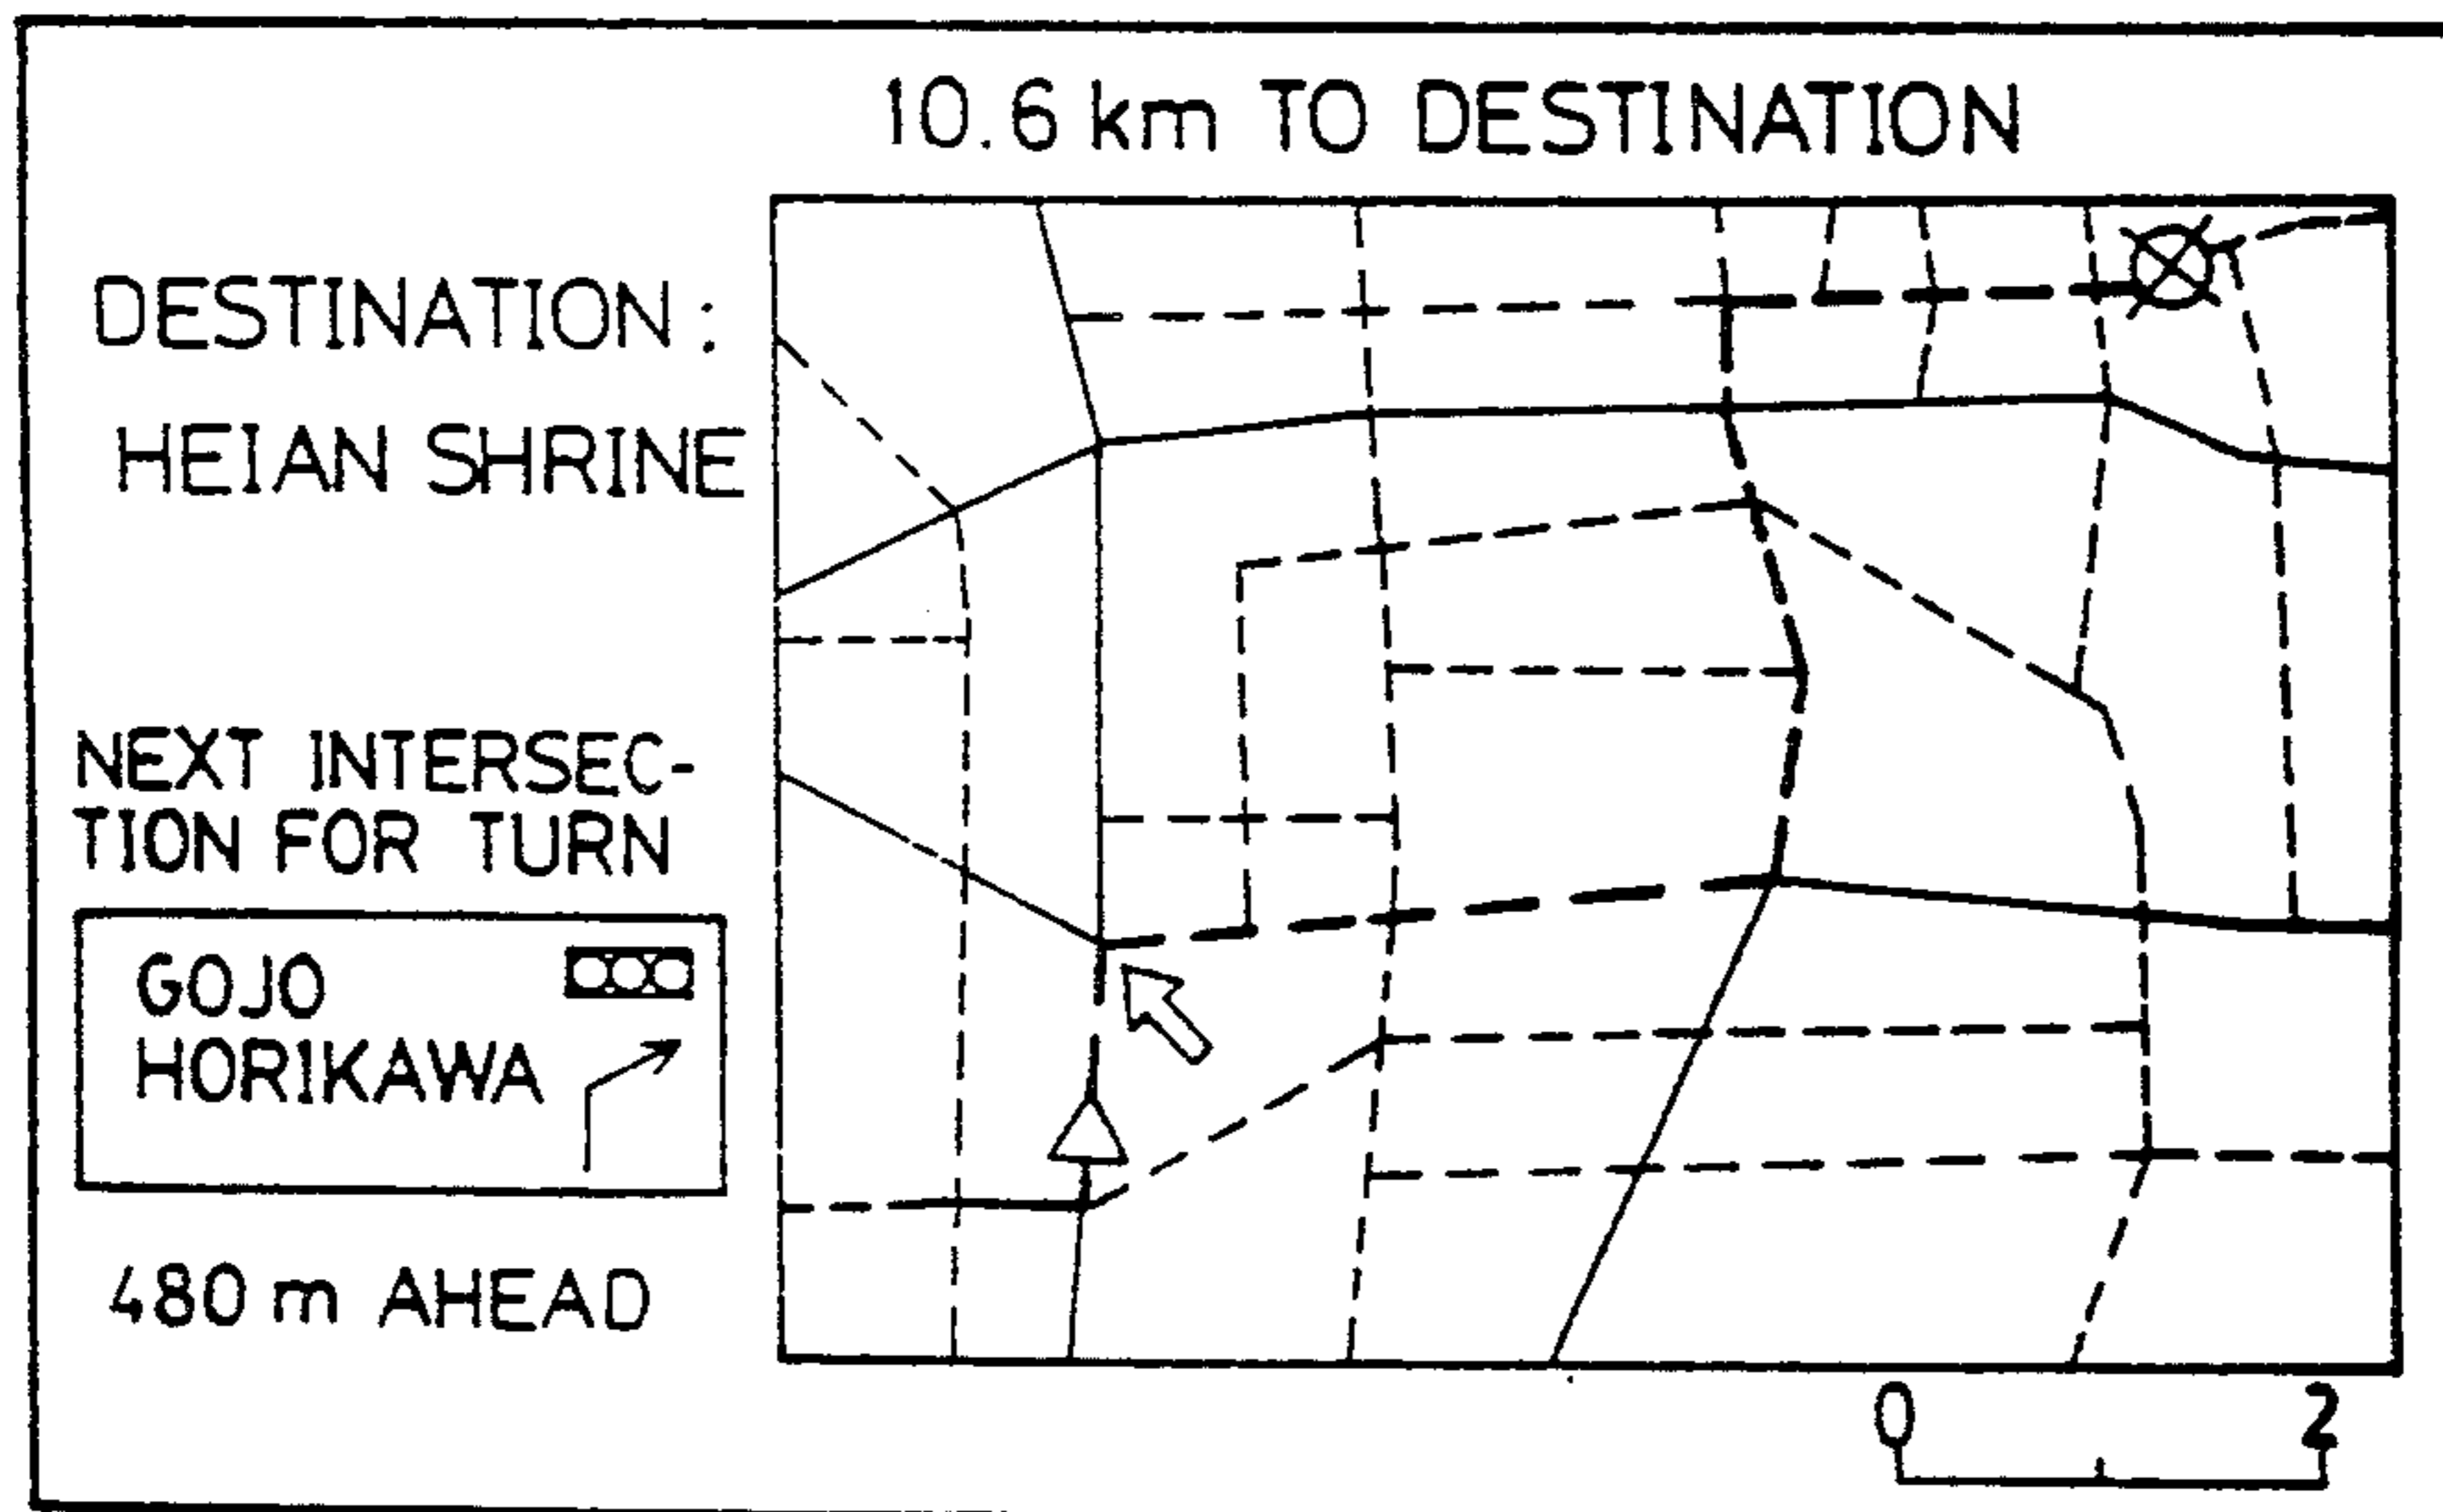 10.6 km TO DESTINATION
DESTINATION :
HEIAN SHRINE
NEXT INTERSEC-
TION FOR TURN
GOJO
HORIKAWA
480 m AHEAD
0 2